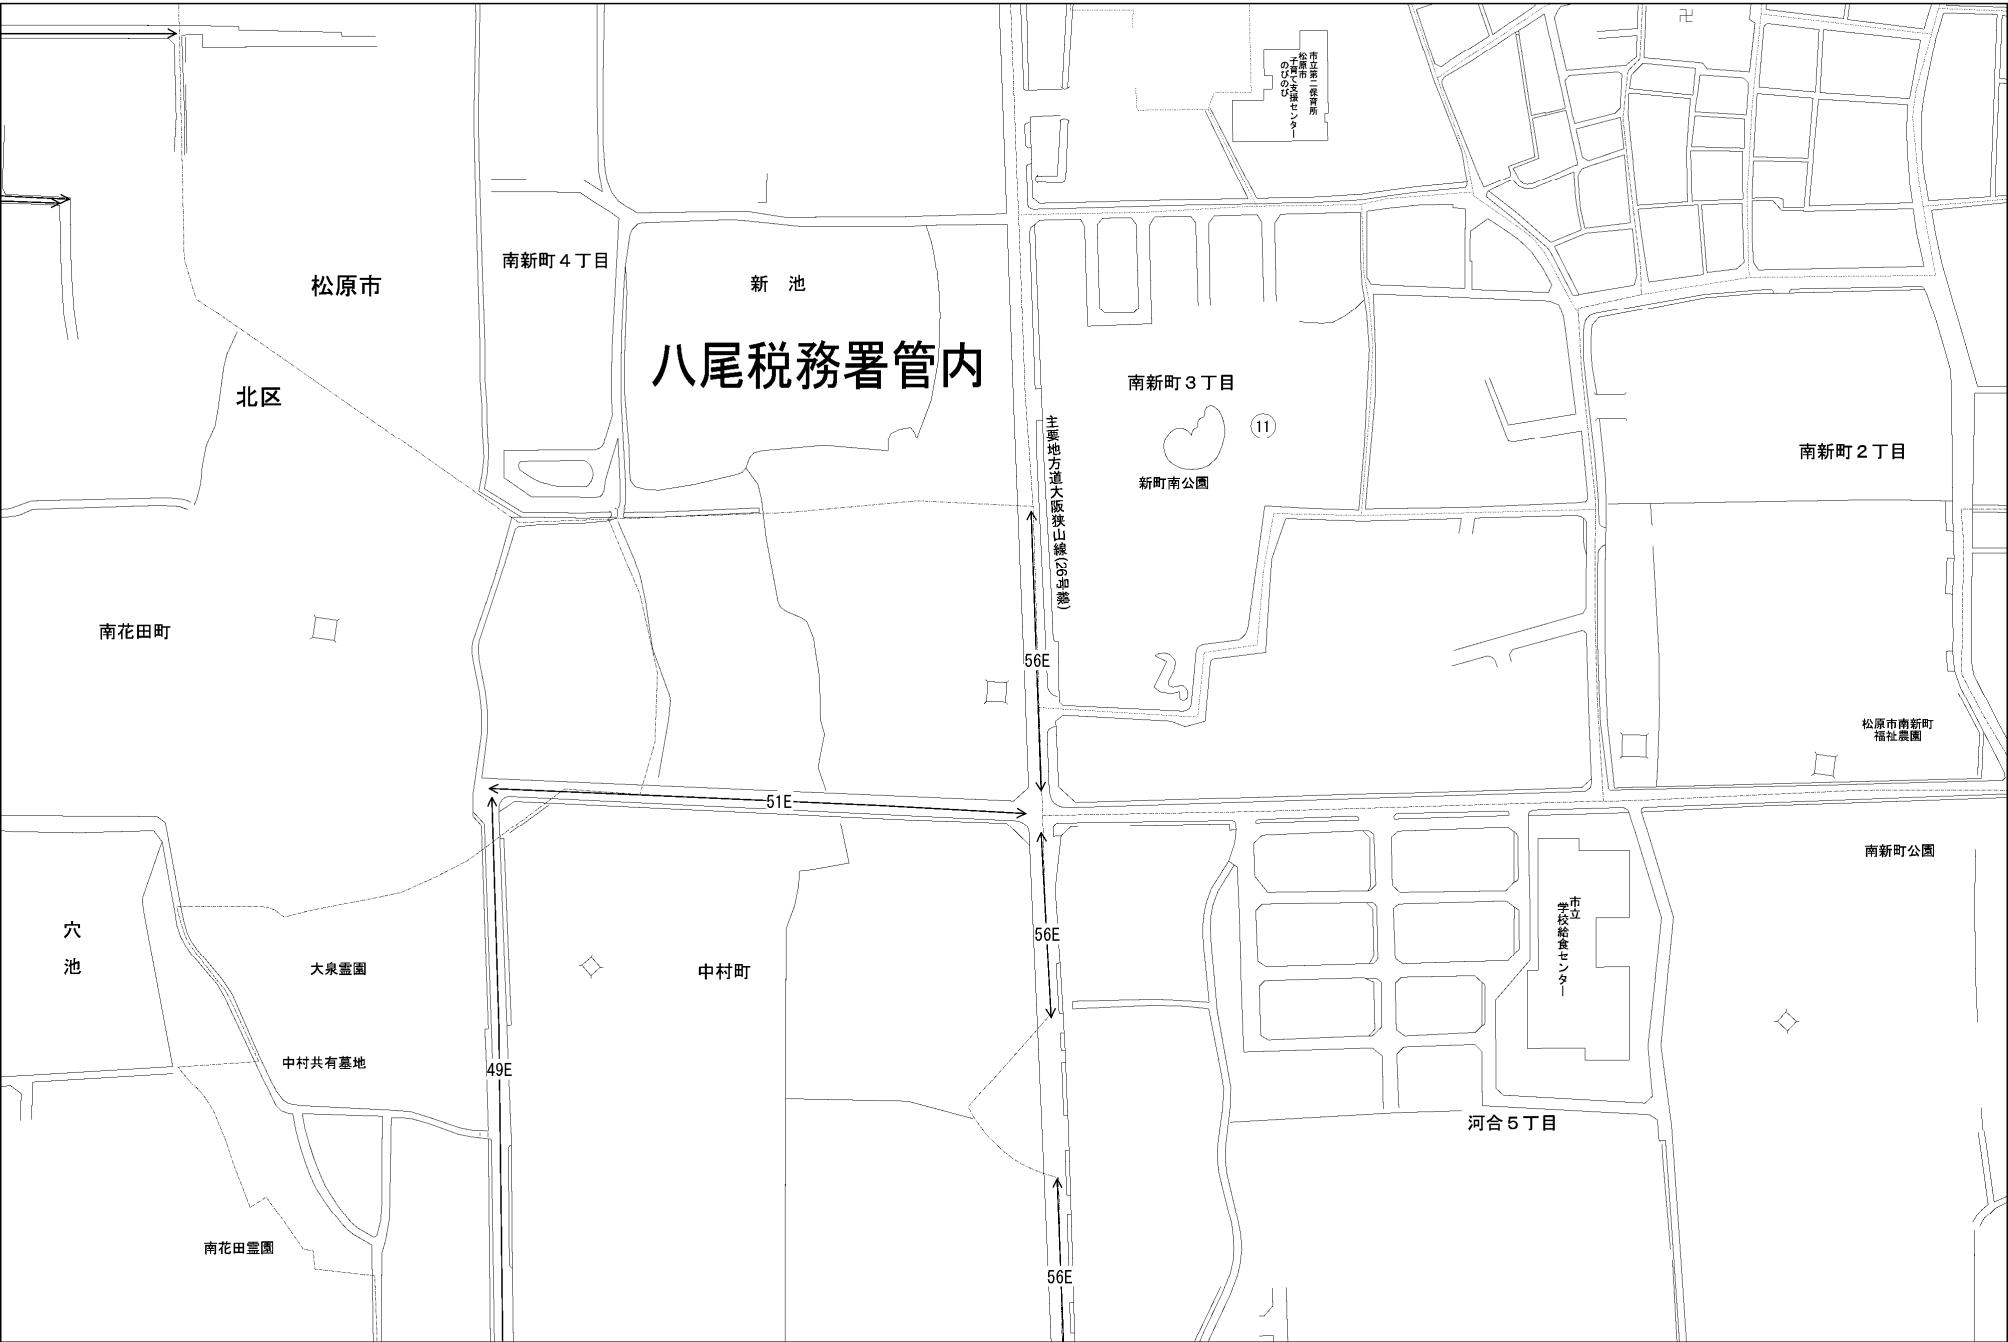 卍
市立第二保育所
松原市
子育て支援センター
のびのび
南新町４丁目
松原市
新　池
八尾税務署管内
北区
南新町３丁目
11
主要地方道大阪狭山線(26号線)
南新町２丁目
新町南公園
南花田町
56E
松原市南新町
福祉農園
51E
南新町公園
市立
学校給食センター
穴
池
56E
大泉霊園
中村町
中村共有墓地
49E
河合５丁目
南花田霊園
56E